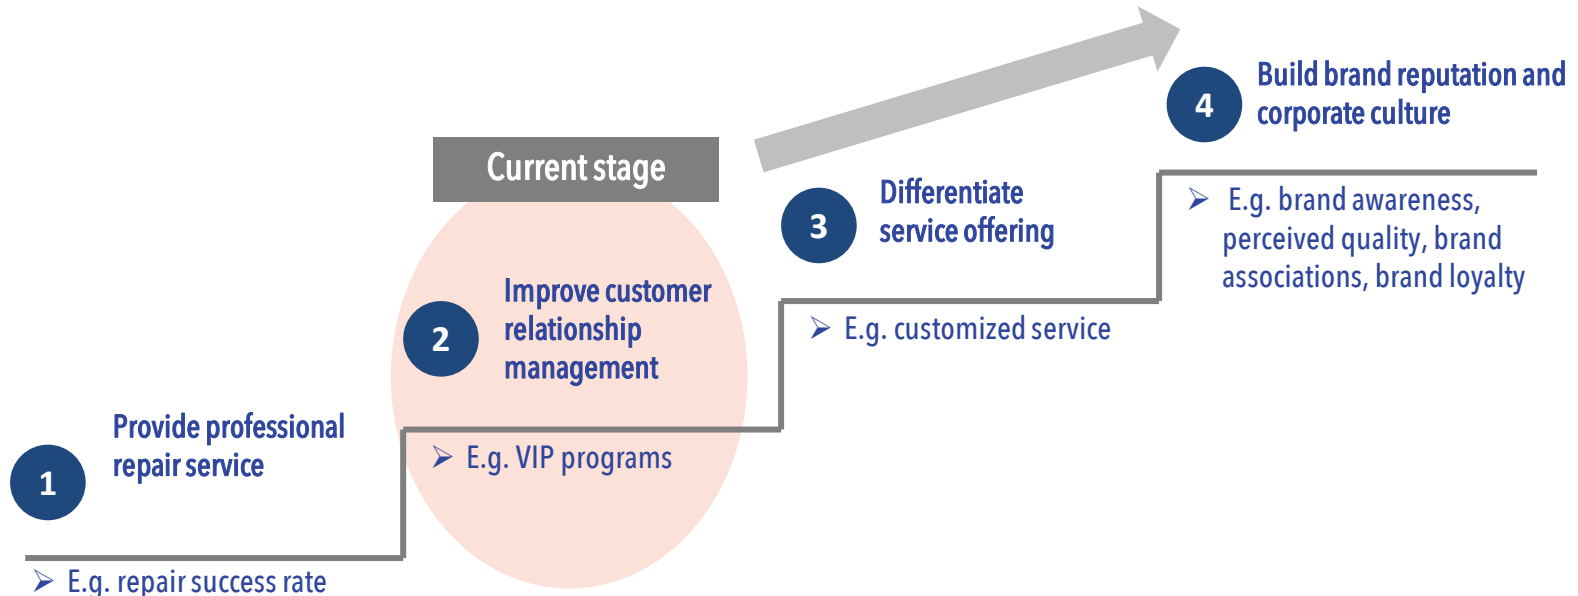 1
Provide professional
repair service
➢ E.g. repair success rate
Current stage
2
Improve customer
relationship
management
➢ E.g. VIP programs
3
Differentiate
service offering
➢ E.g. customized service
4
Build brand reputation and
corporate culture
➢ E.g. brand awareness,
perceived quality, brand
associations, brand loyalty